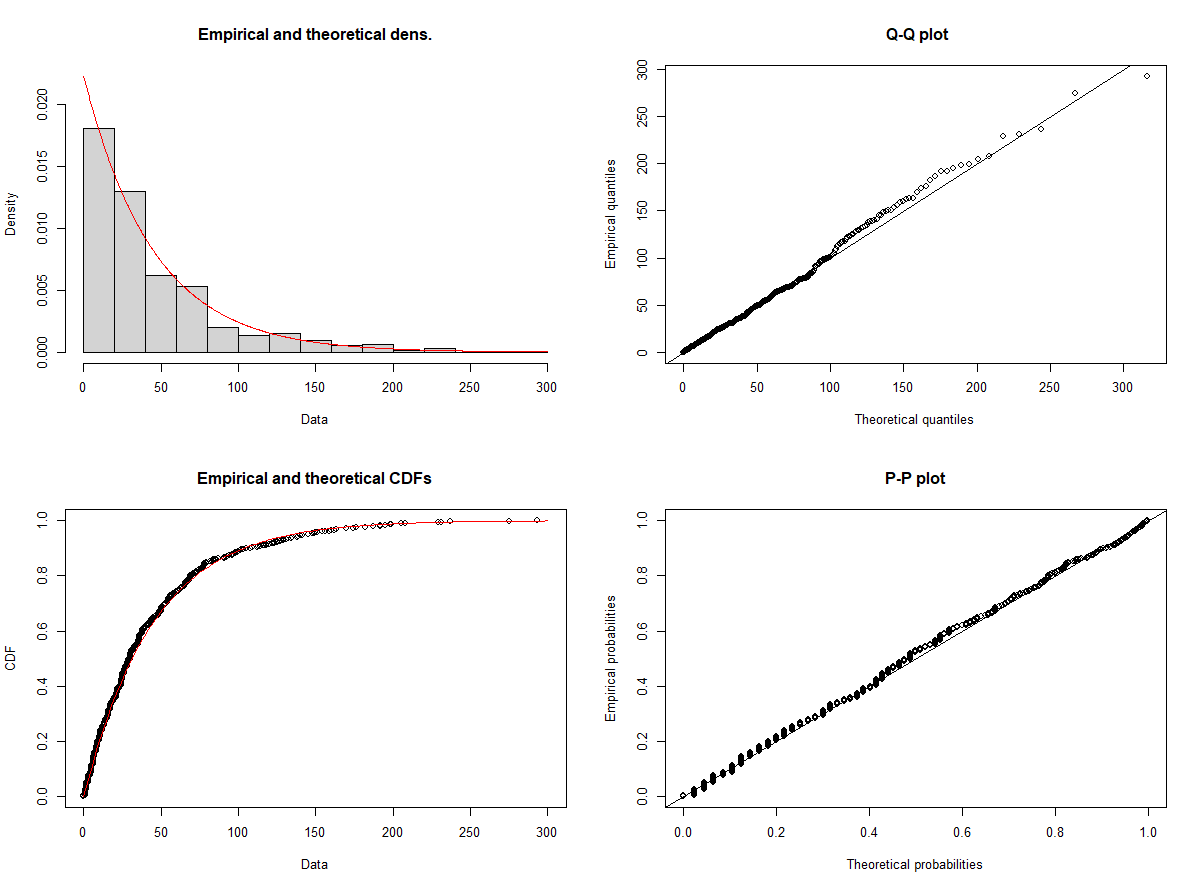 Empirical and theoretical dens.
Density
0.000 0.005 0.010 0.015 0.020
0 50 100 150 200 250 300
Data
Q-Q plot
Empirical quantiles
0 50 100 150 200 250 300
0 50 100 150 200 250 300
Theoretical quantiles
Empirical and theoretical CDFs
CDF
0.0 0.2 0.4 0.6 0.8 1.0
0 50 100 150 200 250 300
Data
P-P plot
Empirical probabilities
0.0 0.2 0.4 0.6 0.8 1.0
0.0 0.2 0.4 0.6 0.8 1.0
Theoretical probabilities